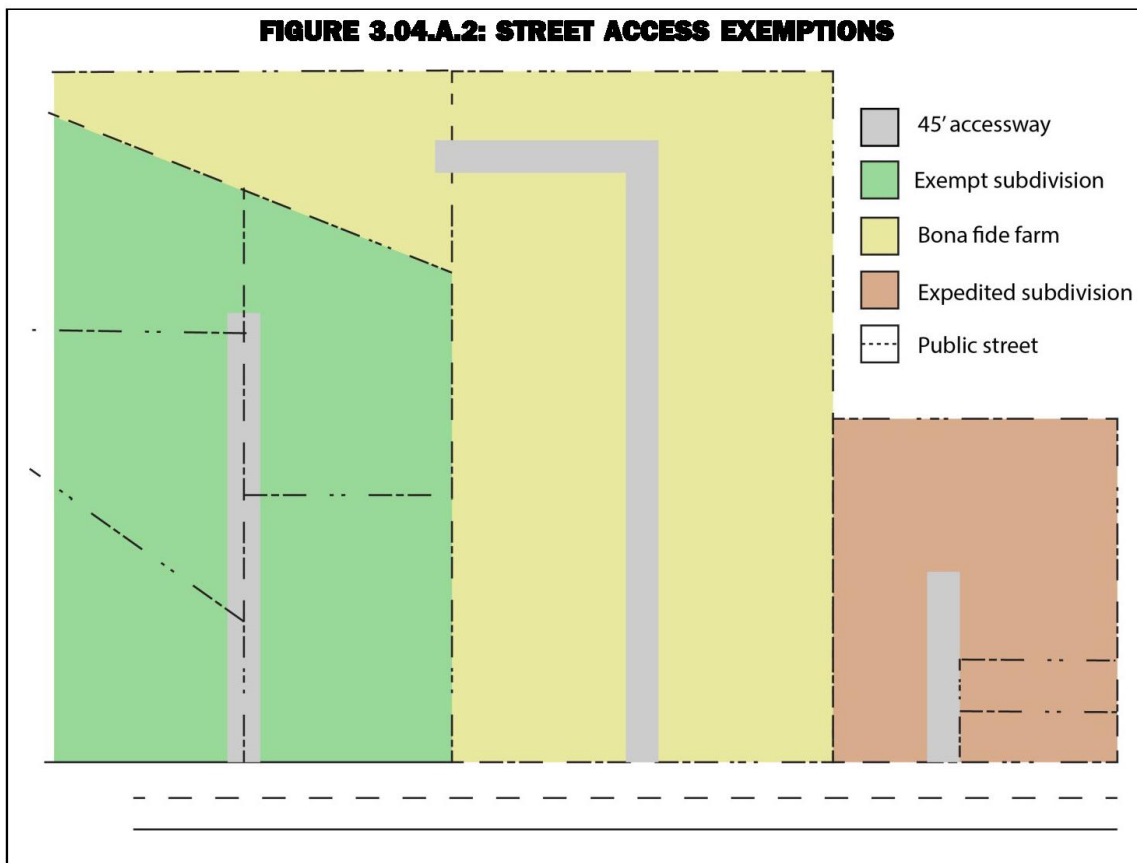 FIGURE 3.04.A.2: STREET ACCESS EXEMPTIONS
45' accessway
Exempt subdivision
Bona fide farm
Expedited subdivision
Public street